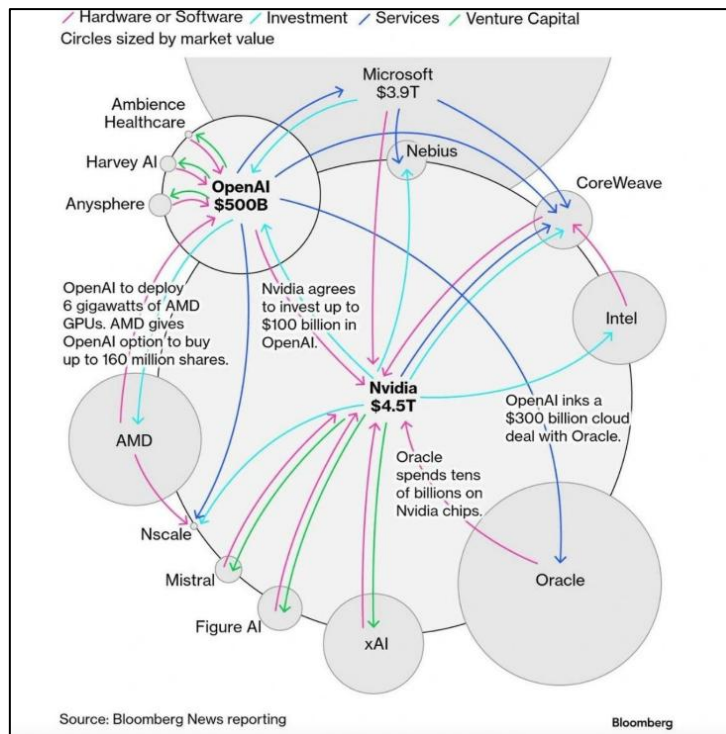 Hardware or Software / Investment / Services / Venture Capital
Circles sized by market value
Microsoft
$3.9T
Ambience
Healthcare
Harvey AI
Anysphere
OpenAI
$500B
Nebius
CoreWeave
OpenAI to deploy
6 gigawatts of AMD
GPUs. AMD gives
OpenAI option to buy
up to 160 million shares.
Nvidia agrees
to invest up to
$100 billion in
OpenAI.
Intel
Nvidia
$4.5T
OpenAI inks a
$300 billion cloud
deal with Oracle.
AMD
Oracle
spends tens
of billions on
Nvidia chips.
Nscale
Mistral
Figure AI
xAI
Oracle
Source: Bloomberg News reporting
Bloomberg